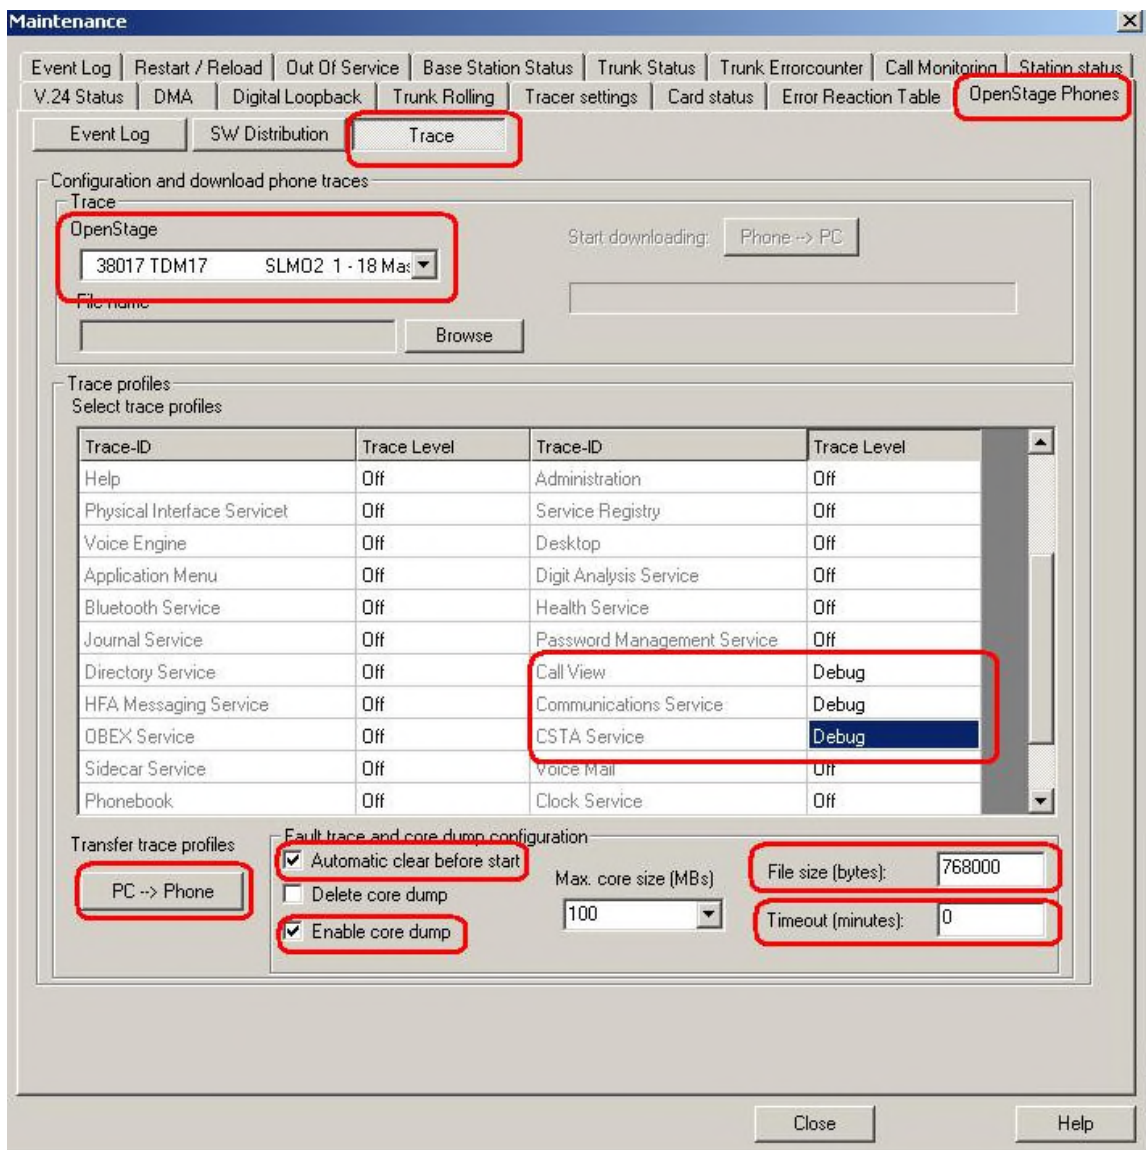 Maintenance
Event Log Restart / Reload Out Of Service Base Station Status Trunk Status Trunk Errorcounter Call Monitoring Station status
V.24 Status DMA Digital Loopback Trunk Rolling Tracer settings Card status Error Reaction Table OpenStage Phones
Event Log SW Distribution Trace
Configuration and download phone traces
Trace
OpenStage
Start downloading: Phone --> PC
38017 TDM17 SLMO2 1 - 18 Mas
File name
Browse
Trace profiles
Select trace profiles
Trace-ID Trace Level Trace-ID Trace Level
Help Off Administration Off
Physical Interface Servicet Off Service Registry Off
Voice Engine Off Desktop Off
Application Menu Off Digit Analysis Service Off
Bluetooth Service Off Health Service Off
Journal Service Off Password Management Service Off
Directory Service Off Call View Debug
HFA Messaging Service Off Communications Service Debug
OBEX Service Off CSTA Service Debug
Sidecar Service Off Voice Mail Off
Phonebook Off Clock Service Off
Transfer trace profiles
PC --> Phone
Fault trace and core dump configuration
Automatic clear before start
Delete core dump
Enable core dump
Max. core size (MBs)
100
File size (bytes): 768000
Timeout (minutes): 0
Close Help